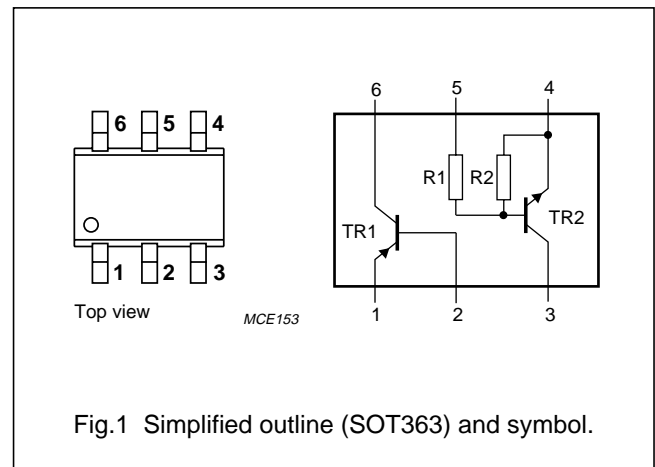 6 5 4
1 2 3
Top view
MCE153
6 5 4
R1 R2
TR1 TR2
1 2 3
Fig.1 Simplified outline (SOT363) and symbol.